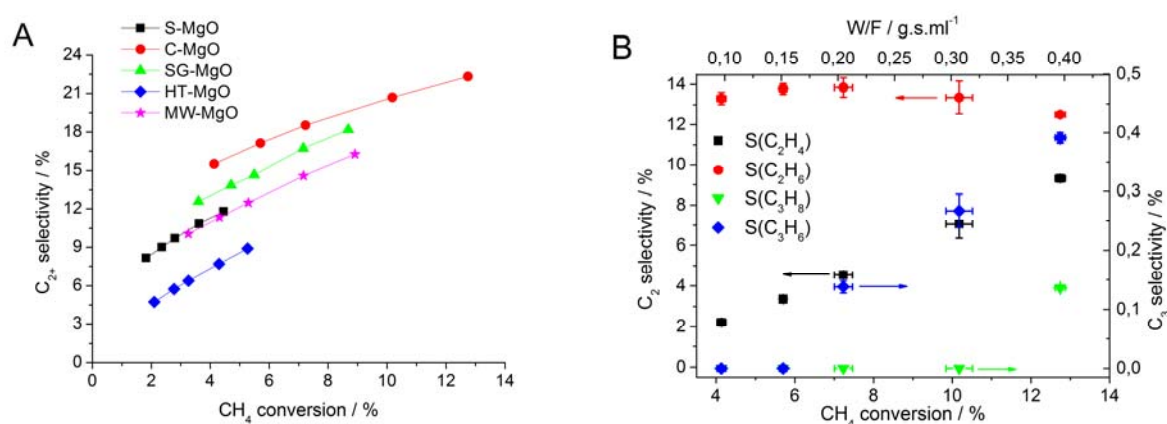 A
S-MgO
C-MgO
SG-MgO
HT-MgO
MW-MgO
C2+ selectivity / %
24
21
18
15
12
9
6
3
0
0 2 4 6 8 10 12 14
CH4 conversion / %
B
W/F / g.s.ml-1
0,10 0,15 0,20 0,25 0,30 0,35 0,40
C2 selectivity / %
14
12
10
8
6
4
2
0
S(C2H4)
S(C2H6)
S(C3H8)
S(C3H6)
0,5
0,4
0,3
0,2
0,1
0,0
C3 selectivity / %
4 6 8 10 12 14
CH4 conversion / %